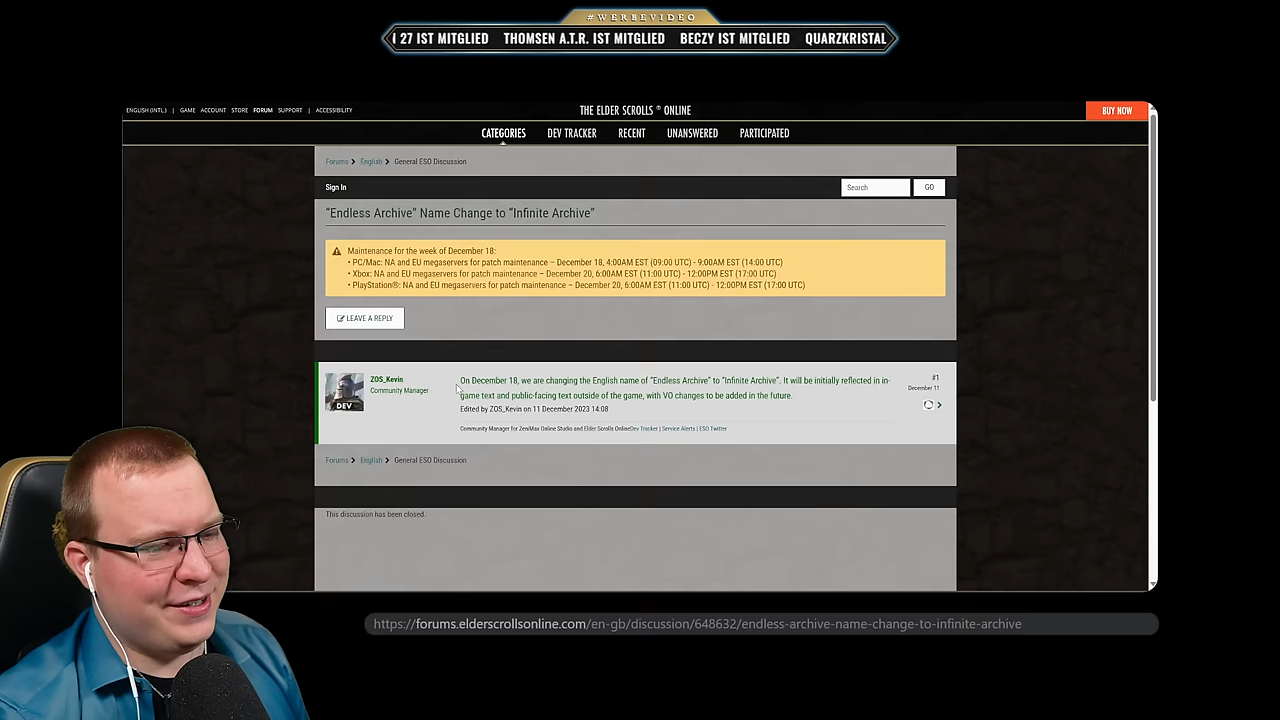 #WERBEVIDEO
27 IST MITGLIED THOMSEN A.T.R. IST MITGLIED BECZY IST MITGLIED QUARZKRISTAL
ENGLISH (INTL.) | GAME ACCOUNT STORE FORUM SUPPORT | ACCESSIBILITY
THE ELDER SCROLLS ® ONLINE
BUY NOW
CATEGORIES DEV TRACKER RECENT UNANSWERED PARTICIPATED
Forums > English > General ESO Discussion
Sign In
Search
GO
“Endless Archive” Name Change to “Infinite Archive”
Maintenance for the week of December 18:
• PC/Mac: NA and EU megaservers for patch maintenance – December 18, 4:00AM EST (09:00 UTC) - 9:00AM EST (14:00 UTC)
• Xbox: NA and EU megaservers for patch maintenance – December 20, 6:00AM EST (11:00 UTC) - 12:00PM EST (17:00 UTC)
• PlayStation®: NA and EU megaservers for patch maintenance – December 20, 6:00AM EST (11:00 UTC) - 12:00PM EST (17:00 UTC)
LEAVE A REPLY
DEV
ZOS_Kevin
Community Manager
On December 18, we are changing the English name of “Endless Archive” to “Infinite Archive”. It will be initially reflected in in-
game text and public-facing text outside of the game, with VO changes to be added in the future.
Edited by ZOS_Kevin on 11 December 2023 14:08
Community Manager for ZeniMax Online Studio and Elder Scrolls OnlineDev Tracker | Service Alerts | ESO Twitter
#1
December 11
Forums > English > General ESO Discussion
This discussion has been closed.
https://forums.elderscrollsonline.com/en-gb/discussion/648632/endless-archive-name-change-to-infinite-archive